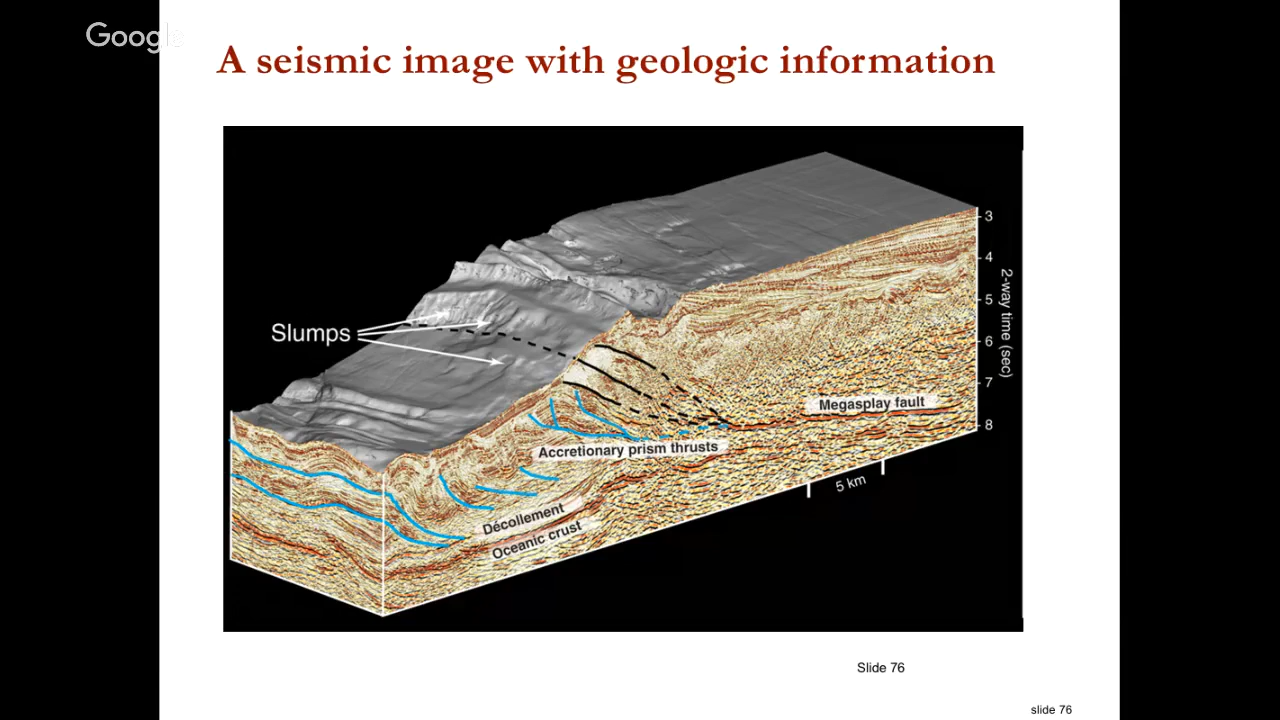 Google
A seismic image with geologic information
3
4
5
6
7
8
2-way time (sec)
Slumps
Megasplay fault
Accretionary prism thrusts
5 km
Décollement
Oceanic crust
Slide 76
slide 76